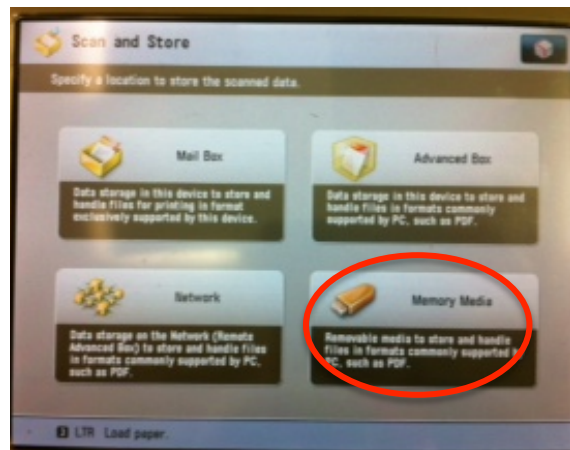 Scan and Store
Specify a location to store the scanned data.
Mail Box
Data storage in this device to store and
handle files for printing in format
exclusively supported by this device.
Advanced Box
Data storage in this device to store and
handle files in formats commonly
supported by PC, such as PDF.
Network
Data storage on the Network (Remote
Advanced Box) to store and handle files
in formats commonly supported by PC,
such as PDF.
Memory Media
Removable media to store and handle
files in formats commonly supported by
PC, such as PDF.
LTR Load paper.